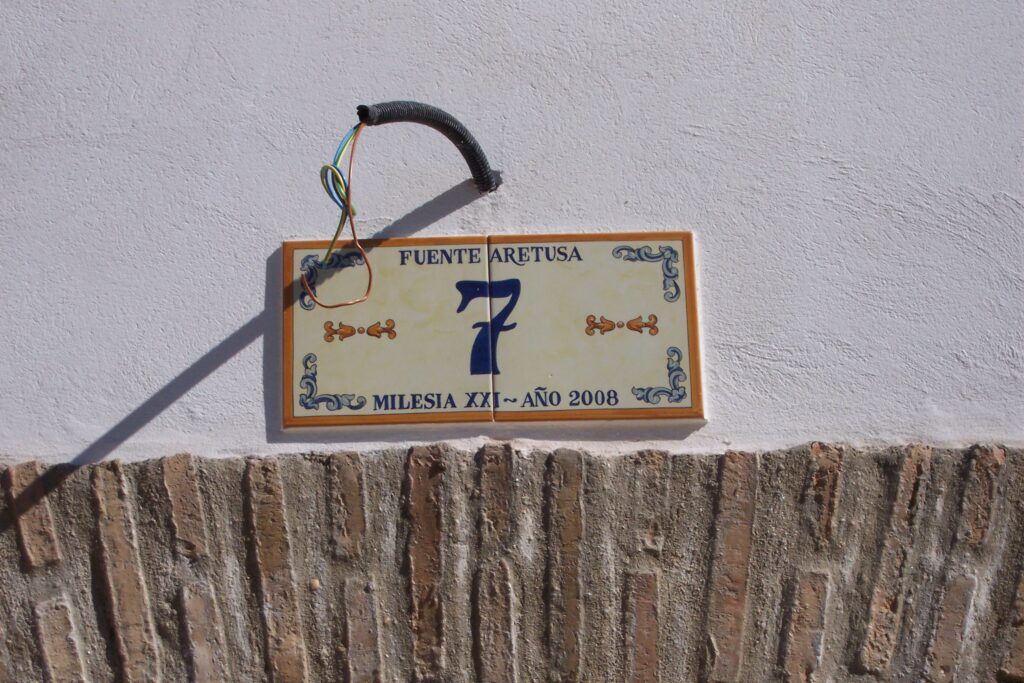 FUENTE ARETUSA
7
MILESIA XXI ~ AÑO 2008